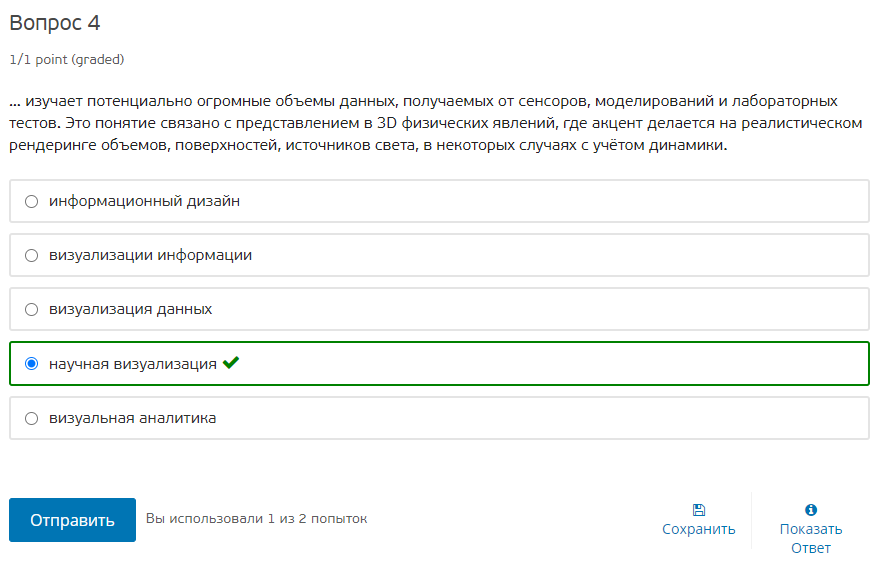 Вопрос 4
1/1 point (graded)
... изучает потенциально огромные объемы данных, получаемых от сенсоров, моделирований и лабораторных
тестов. Это понятие связано с представлением в 3D физических явлений, где акцент делается на реалистическом
рендеринге объемов, поверхностей, источников света, в некоторых случаях с учётом динамики.
информационный дизайн
визуализации информации
визуализация данных
научная визуализация
визуальная аналитика
Отправить
Вы использовали 1 из 2 попыток
Сохранить
Показать
Ответ